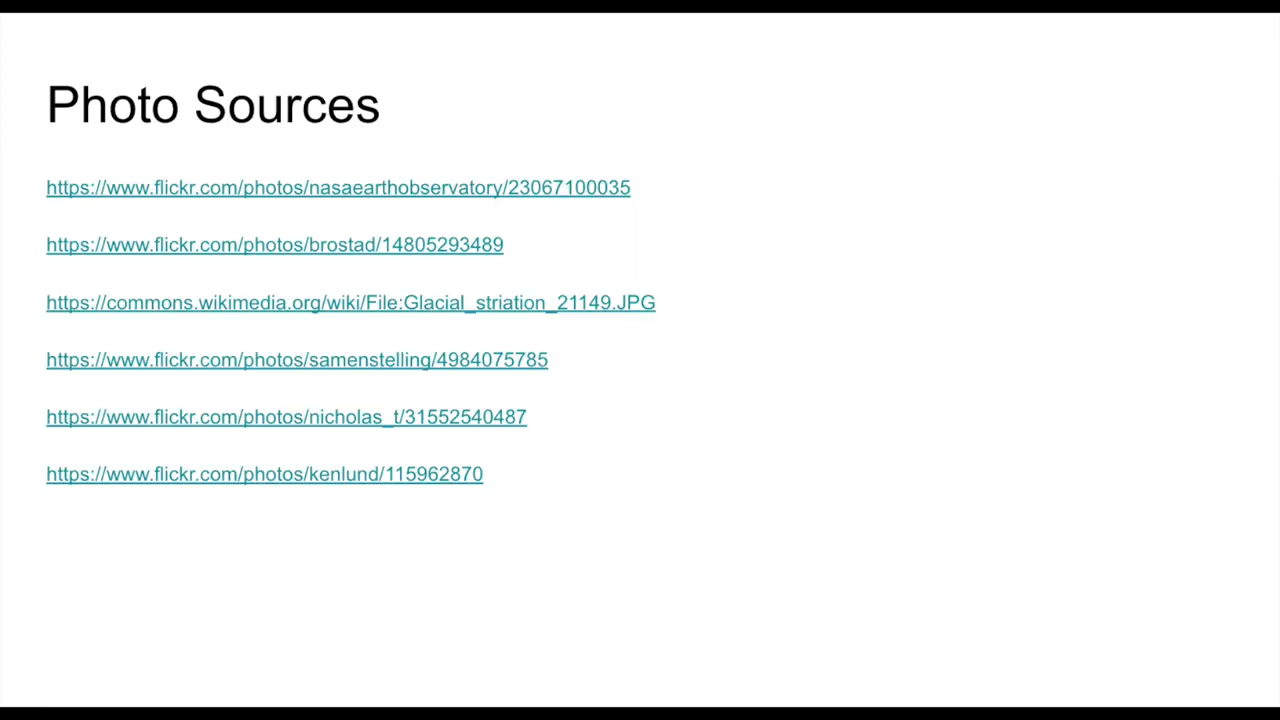 Photo Sources
https://www.flickr.com/photos/nasaearthobservatory/23067100035
https://www.flickr.com/photos/brostad/14805293489
https://commons.wikimedia.org/wiki/File:Glacial_striation_21149.JPG
https://www.flickr.com/photos/samenstelling/4984075785
https://www.flickr.com/photos/nicholas_t/31552540487
https://www.flickr.com/photos/kenlund/115962870